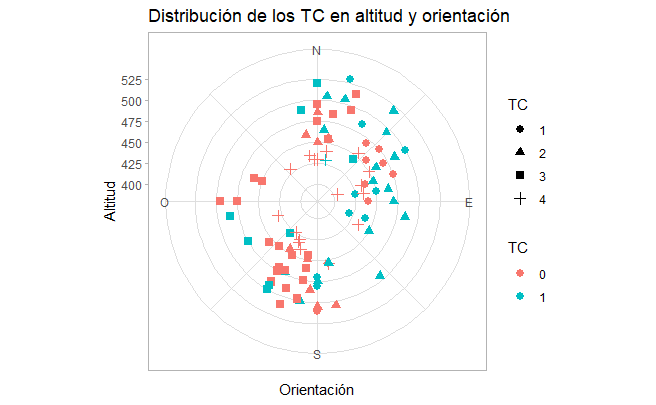 Distribución de los TC en altitud y orientación
N
525
500
475
450
425
400
O
E
S
Altitud
Orientación
TC
1
2
3
4
TC
0
1